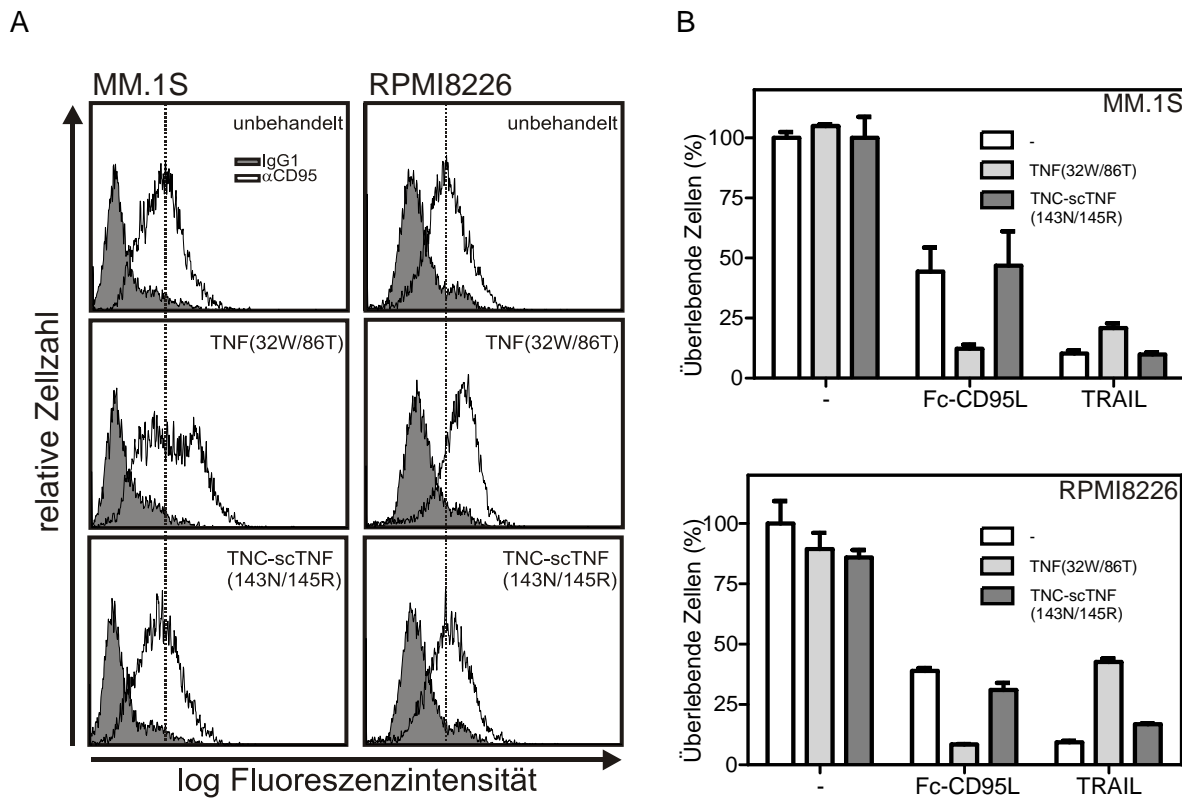 A
MM.1S
RPMI8226
unbehandelt
IgG1
αCD95
unbehandelt
TNF(32W/86T)
TNF(32W/86T)
TNC-scTNF
(143N/145R)
TNC-scTNF
(143N/145R)
relative Zellzahl
log Fluoreszenzintensität
B
MM.1S
Überlebende Zellen (%)
100
75
50
25
0
-
TNF(32W/86T)
TNC-scTNF
(143N/145R)
- Fc-CD95L TRAIL
RPMI8226
Überlebende Zellen (%)
100
75
50
25
0
-
TNF(32W/86T)
TNC-scTNF
(143N/145R)
- Fc-CD95L TRAIL